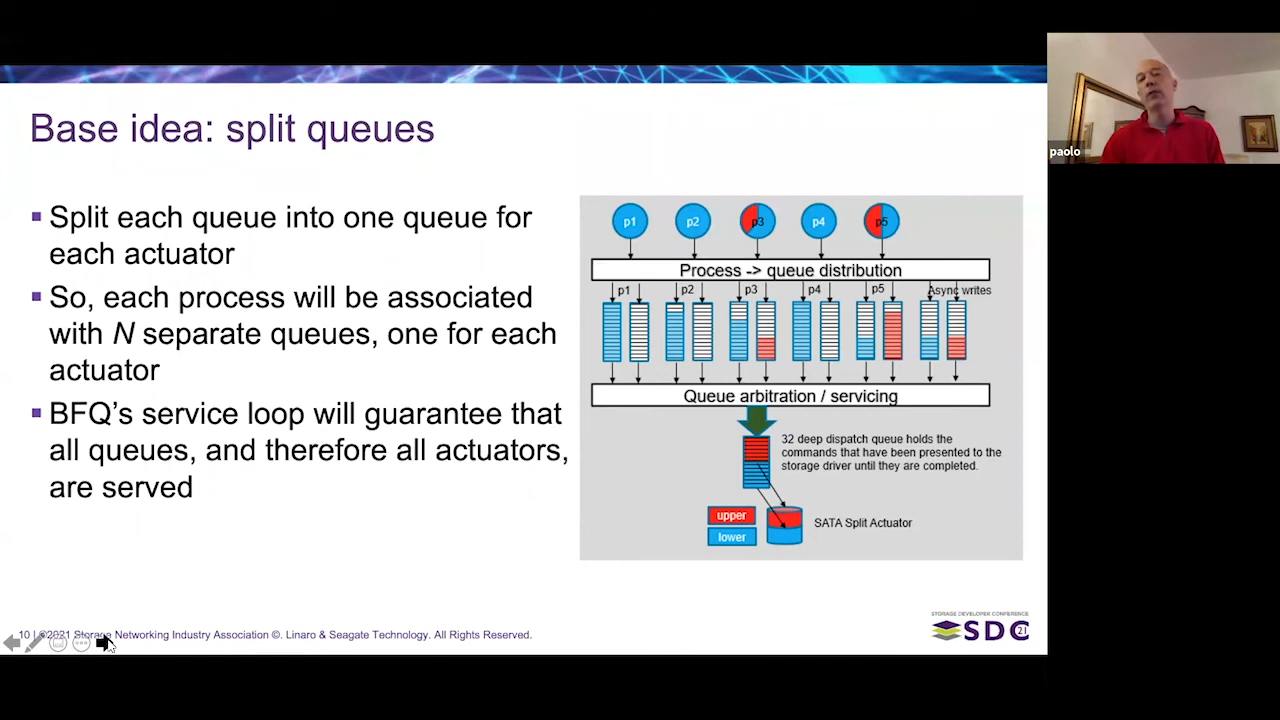 Base idea: split queues
▪ Split each queue into one queue for
each actuator
▪ So, each process will be associated
with N separate queues, one for each
actuator
▪ BFQ's service loop will guarantee that
all queues, and therefore all actuators,
are served
p1 p2 p3 p4 p5
Process -> queue distribution
p1 p2 p3 p4 p5 Async writes
Queue arbitration / servicing
32 deep dispatch queue holds the
commands that have been presented to the
storage driver until they are completed.
upper
lower
SATA Split Actuator
10 | ©2021 Storage Networking Industry Association ©. Linaro & Seagate Technology. All Rights Reserved.
STORAGE DEVELOPER CONFERENCE
SDC 21
paolo